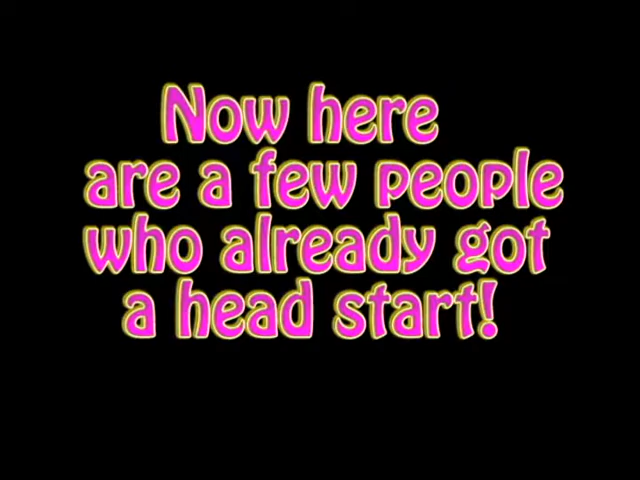 Now here
are a few people
who already got
a head start!